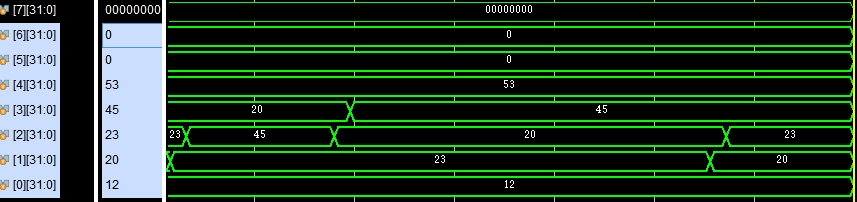 [7][31:0] 00000000 00000000
[6][31:0] 0 0
[5][31:0] 0 0
[4][31:0] 53 53
[3][31:0] 45 20 45
[2][31:0] 23 23 45 20 23
[1][31:0] 20 23 20
[0][31:0] 12 12